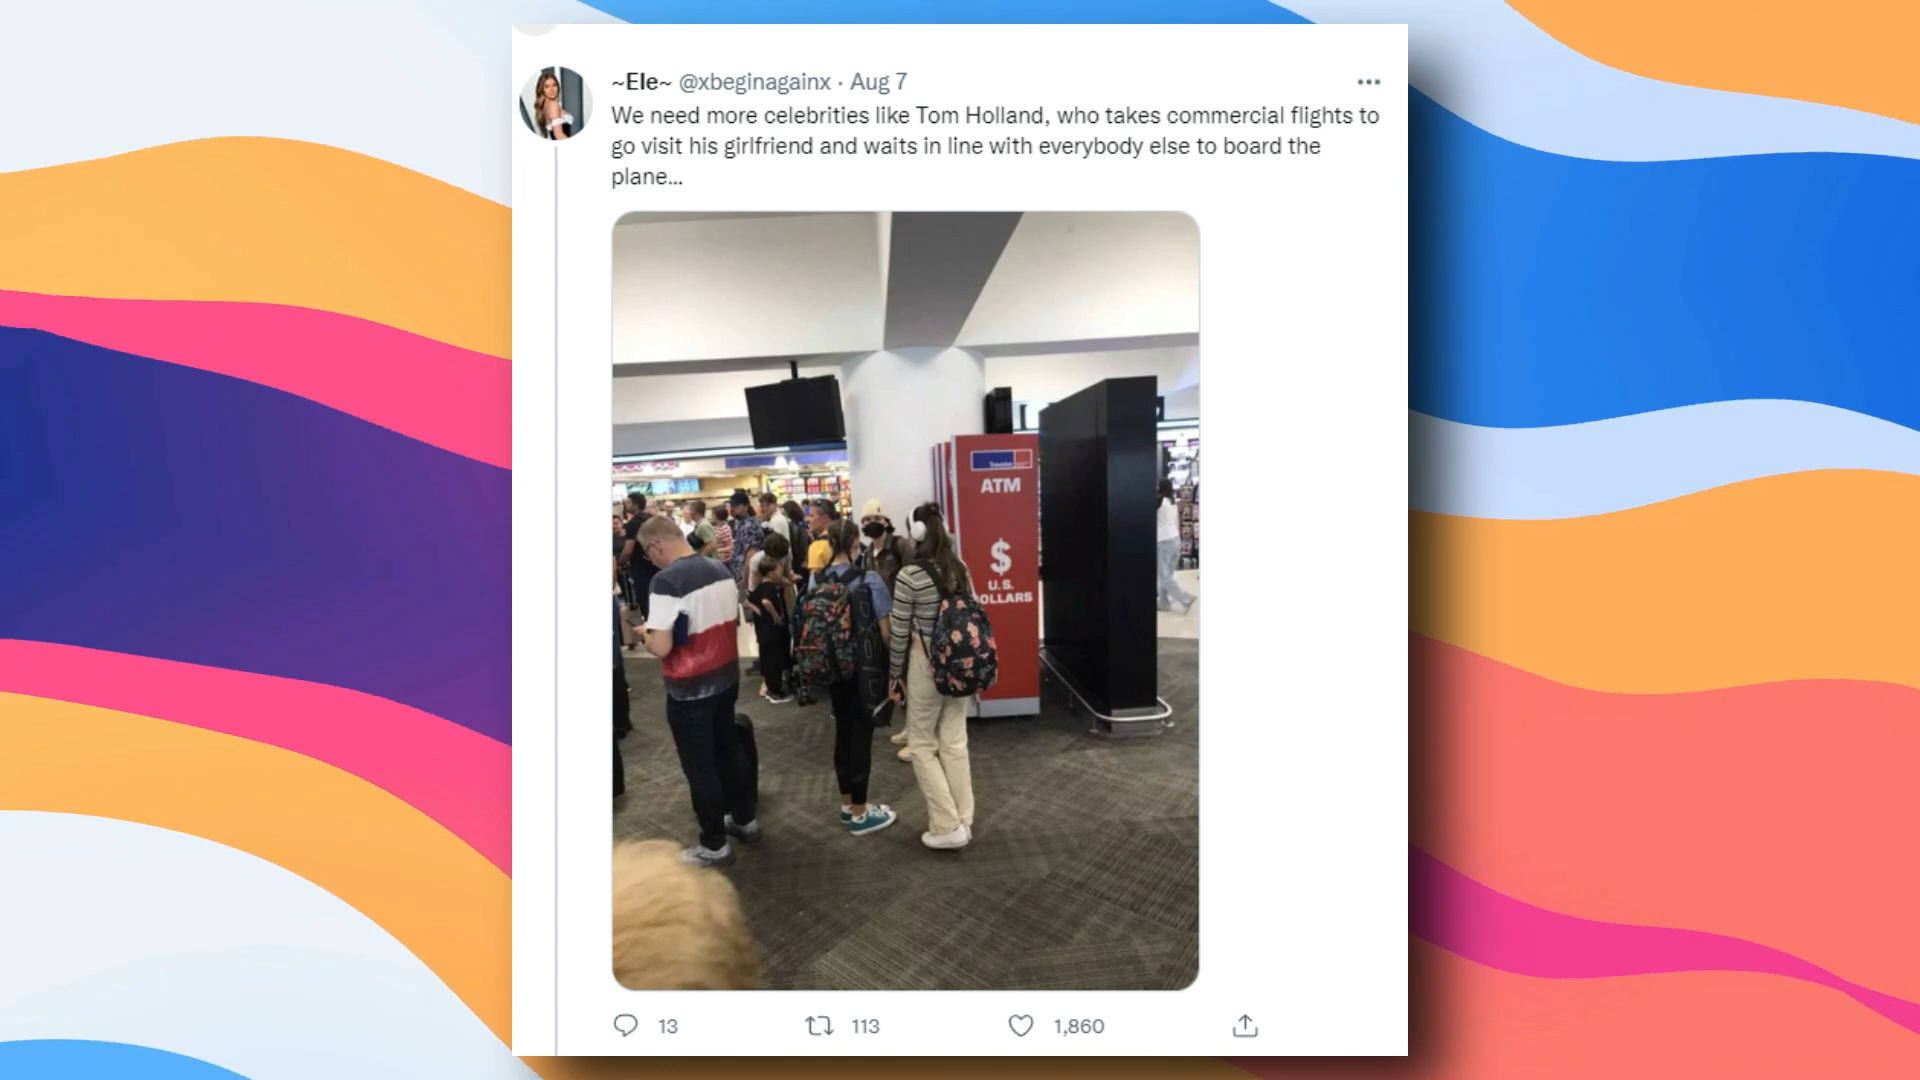 ~Ele~ @xbeginagainx · Aug 7
We need more celebrities like Tom Holland, who takes commercial flights to
go visit his girlfriend and waits in line with everybody else to board the
plane...
ATM
$
U.S.
OLLARS
13 113 1,860